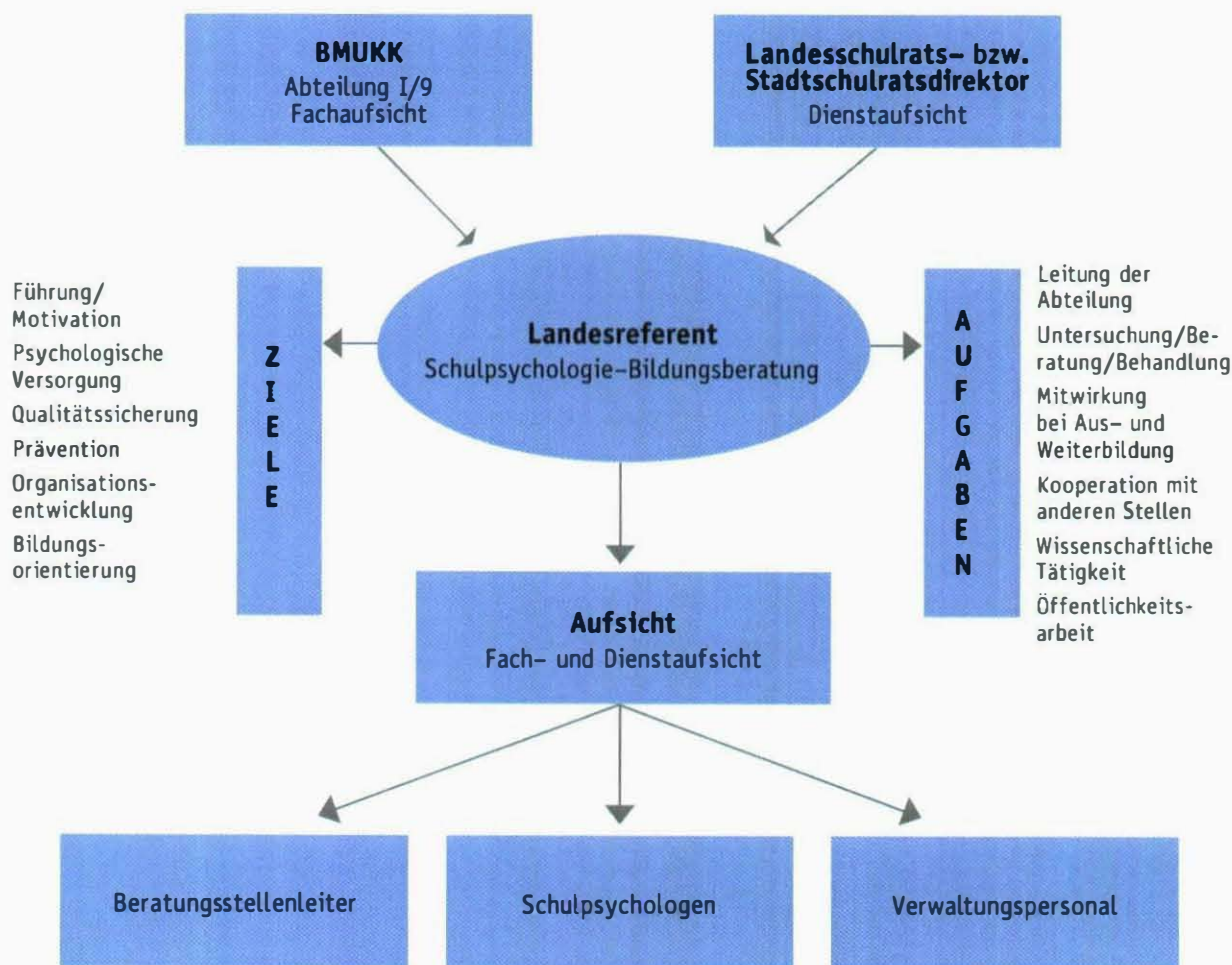 BMUKK
Abteilung I/9
Fachaufsicht
Landesschulrats- bzw.
Stadtschulratsdirektor
Dienstaufsicht
Führung/
Motivation
Psychologische
Versorgung
Qualitätssicherung
Prävention
Organisations-
entwicklung
Bildungs-
orientierung
Z
I
E
L
E
Landesreferent
Schulpsychologie-Bildungsberatung
A
U
F
G
A
B
E
N
Leitung der
Abteilung
Untersuchung/Be-
ratung/Behandlung
Mitwirkung
bei Aus- und
Weiterbildung
Kooperation mit
anderen Stellen
Wissenschaftliche
Tätigkeit
Öffentlichkeits-
arbeit
Aufsicht
Fach- und Dienstaufsicht
Beratungsstellenleiter
Schulpsychologen
Verwaltungspersonal